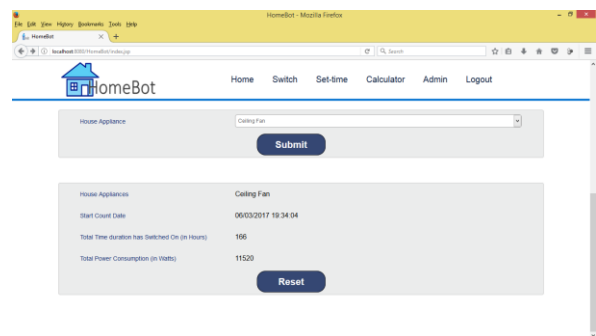 HomeBot - Mozilla Firefox
File Edit View History Bookmarks Tools Help
HomeBot
localhost:8080/HomeBot/index.jsp
Search
HomeBot
Home Switch Set-time Calculator Admin Logout
House Appliance Ceiling Fan
Submit
House Appliances Ceiling Fan
Start Count Date 06/03/2017 19:34:04
Total Time duration has Switched On (in Hours) 166
Total Power Consumption (in Watts) 11520
Reset